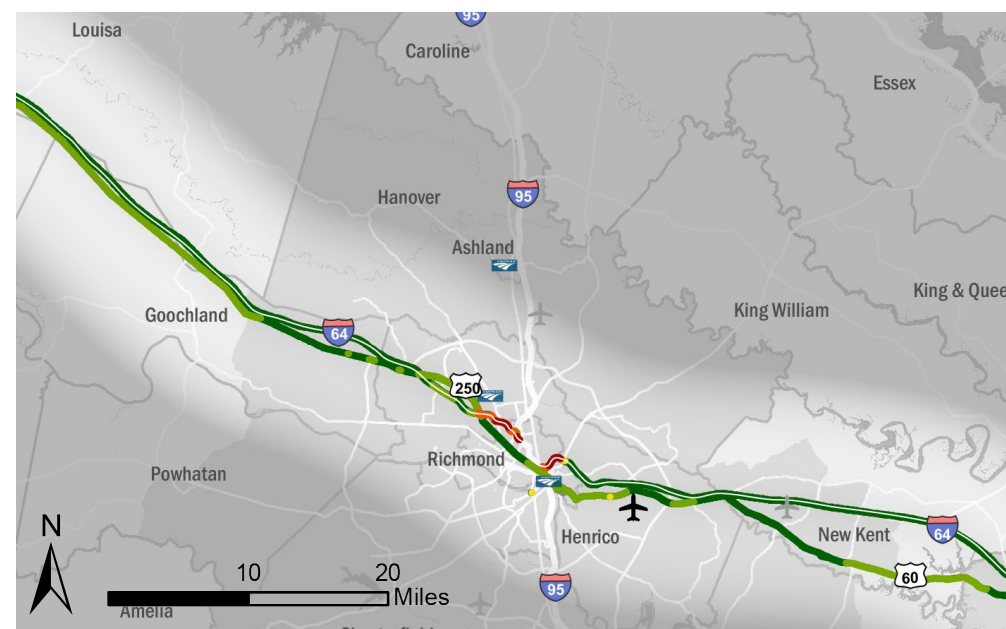 95
Louisa
Caroline
Essex
Hanover
95
Ashland
King & Quee
King William
Goochland
64
250
Richmond
Powhatan
N
Henrico
New Kent
64
10
20
Miles
95
60
Amelia